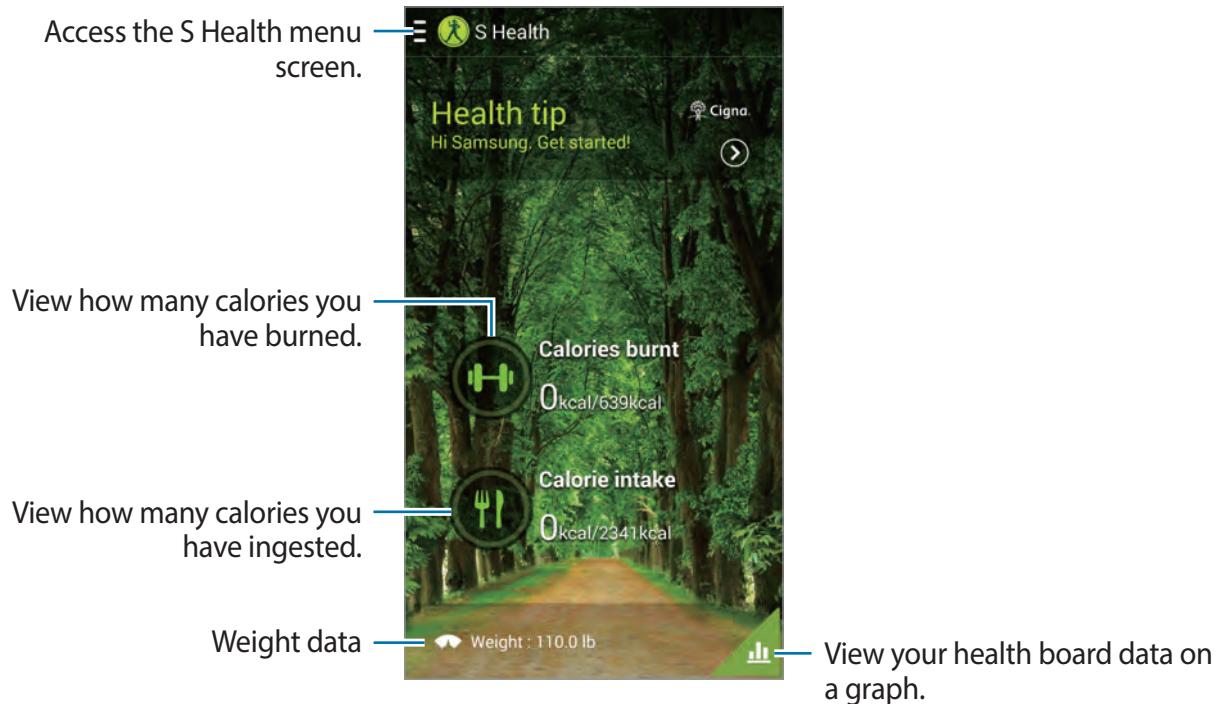 Access the S Health menu
screen.
S Health
Health tip
Cigna.
Hi Samsung, Get started!
View how many calories you
have burned.
Calories burnt
0kcal/639kcal
View how many calories you
have ingested.
Calorie intake
0kcal/2341kcal
Weight data
Weight : 110.0 lb
View your health board data on
a graph.